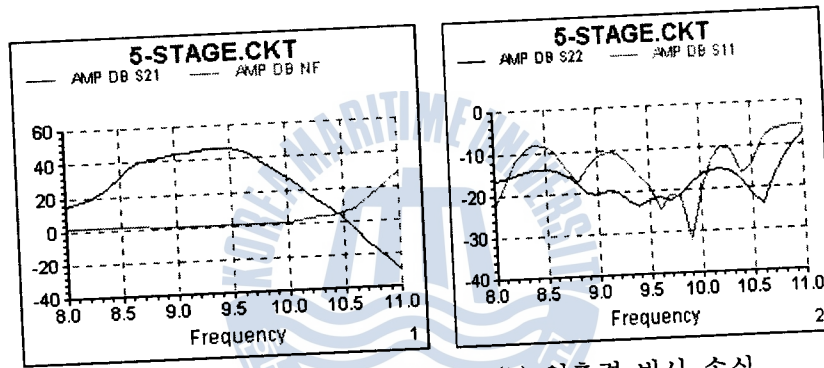 5-STAGE.CKT
AMP DB S21 AMP DB NF
60
40
20
0
-20
-40
8.0 8.5 9.0 9.5 10.0 10.5 11.0
Frequency
1
5-STAGE.CKT
AMP DB S22 AMP DB S11
0
-10
-20
-30
-40
8.0 8.5 9.0 9.5 10.0 10.5 11.0
Frequency
2
KOREA MARITIME UNIVERSITY